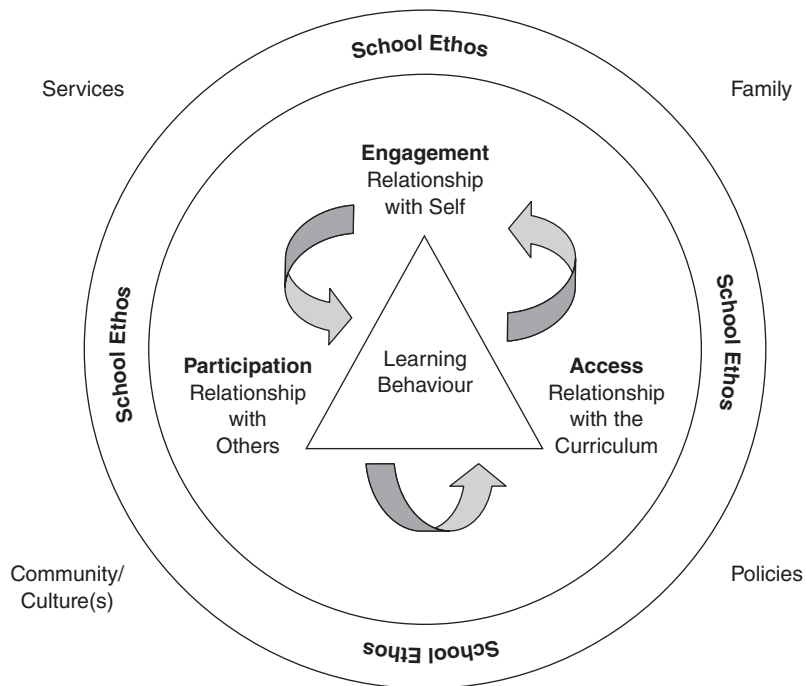 School Ethos
Services
Family
Engagement
Relationship
with Self
School Ethos
School Ethos
Participation
Relationship
with
Others
Learning
Behaviour
Access
Relationship
with the
Curriculum
Community/
Culture(s)
Policies
School Ethos